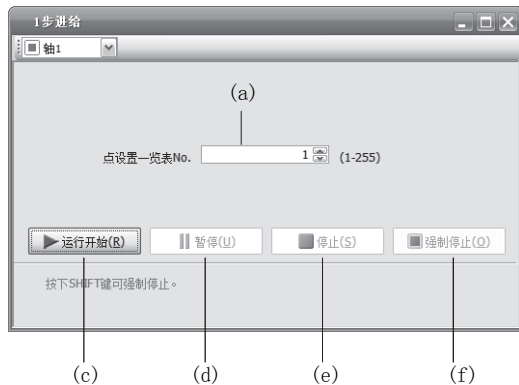 1步进给
轴1
(a)
点设置一览表No. 1 (1-255)
运行开始(R) 暂停(U) 停止(S) 强制停止(O)
按下SHIFT键可强制停止。
(c) (d) (e) (f)